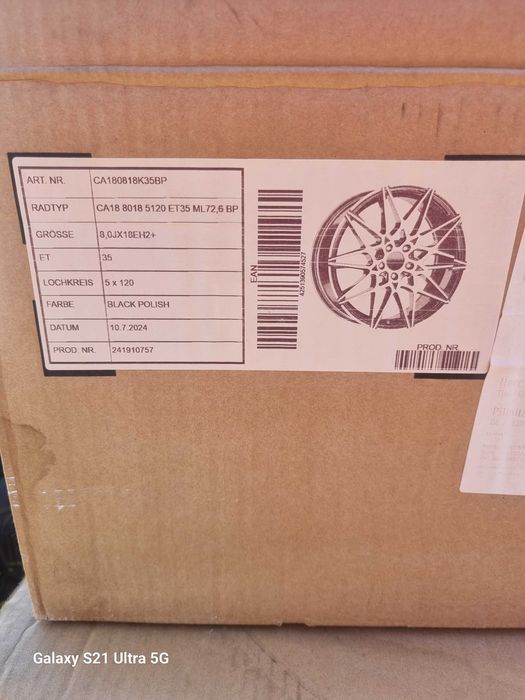 ART. NR. CA180818K35BP
RADTYP CA18 8018 5120 ET35 ML72,6 BP
GRÖSSE 8,0JX18EH2+
ET 35
LOCHKREIS 5 x 120
FARBE BLACK POLISH
DATUM 10.7.2024
PROD. NR. 241910757
EAN
PROD. NR.
Galaxy S21 Ultra 5G